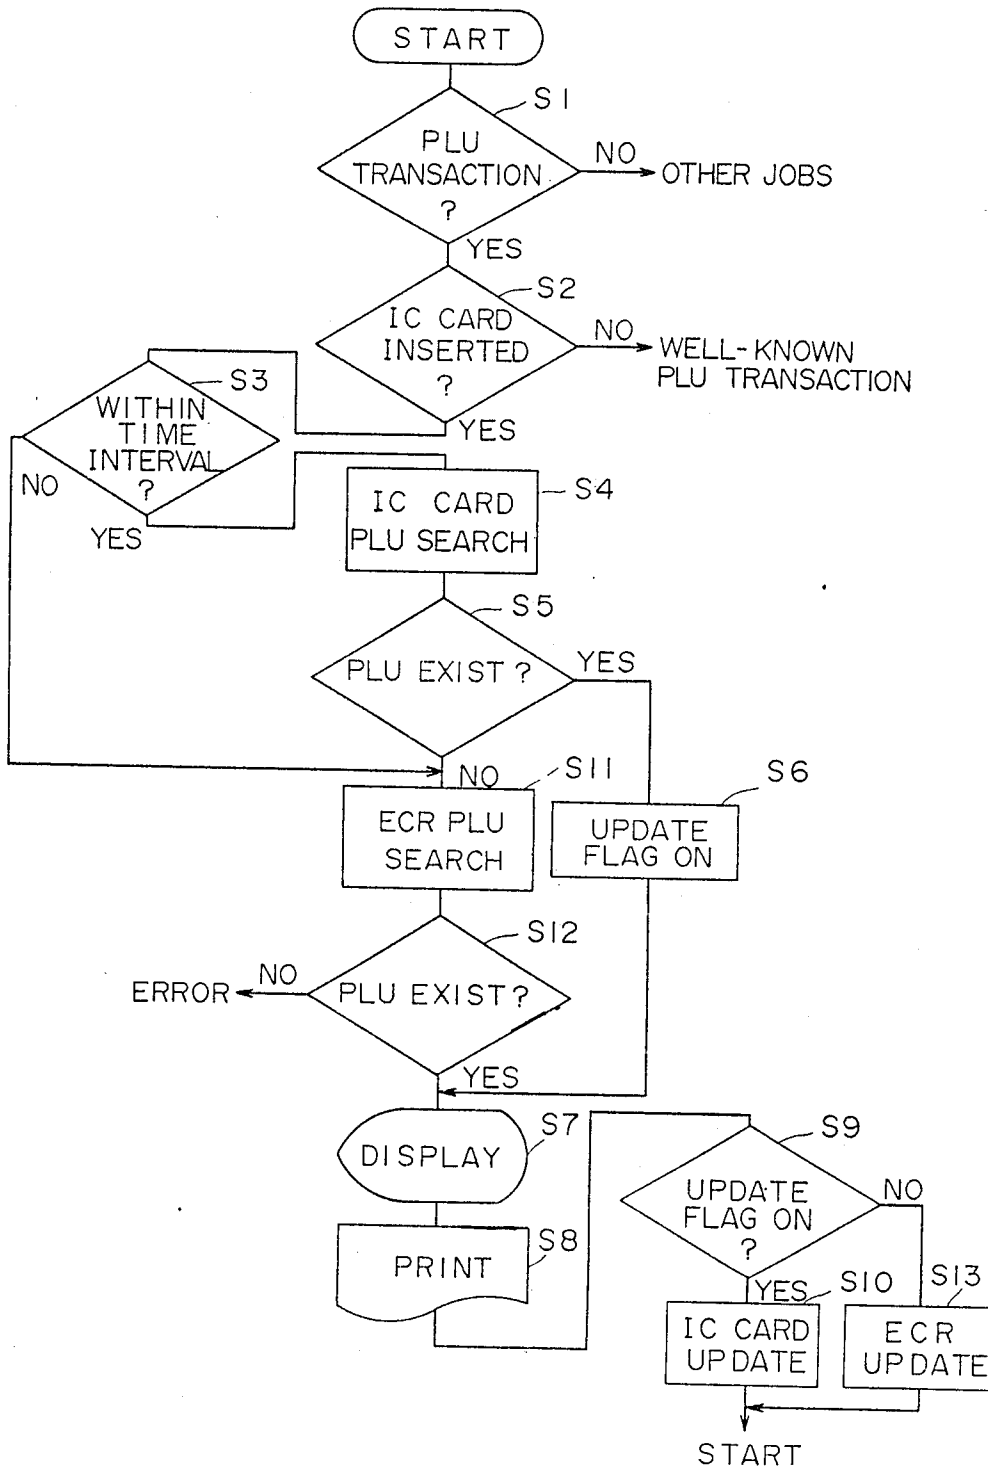 START
S1
PLU
TRANSACTION
?
NO
OTHER JOBS
YES
S2
IC CARD
INSERTED
?
NO
WELL-KNOWN
PLU TRANSACTION
YES
S3
WITHIN
TIME
INTERVAL
?
NO
YES
S4
IC CARD
PLU SEARCH
S5
PLU EXIST?
YES
NO
S11
ECR PLU
SEARCH
S6
UPDATE
FLAG ON
S12
PLU EXIST?
NO
ERROR
YES
S7
DISPLAY
S8
PRINT
S9
UPDATE
FLAG ON
?
NO
YES
S10
IC CARD
UPDATE
S13
ECR
UPDATE
START